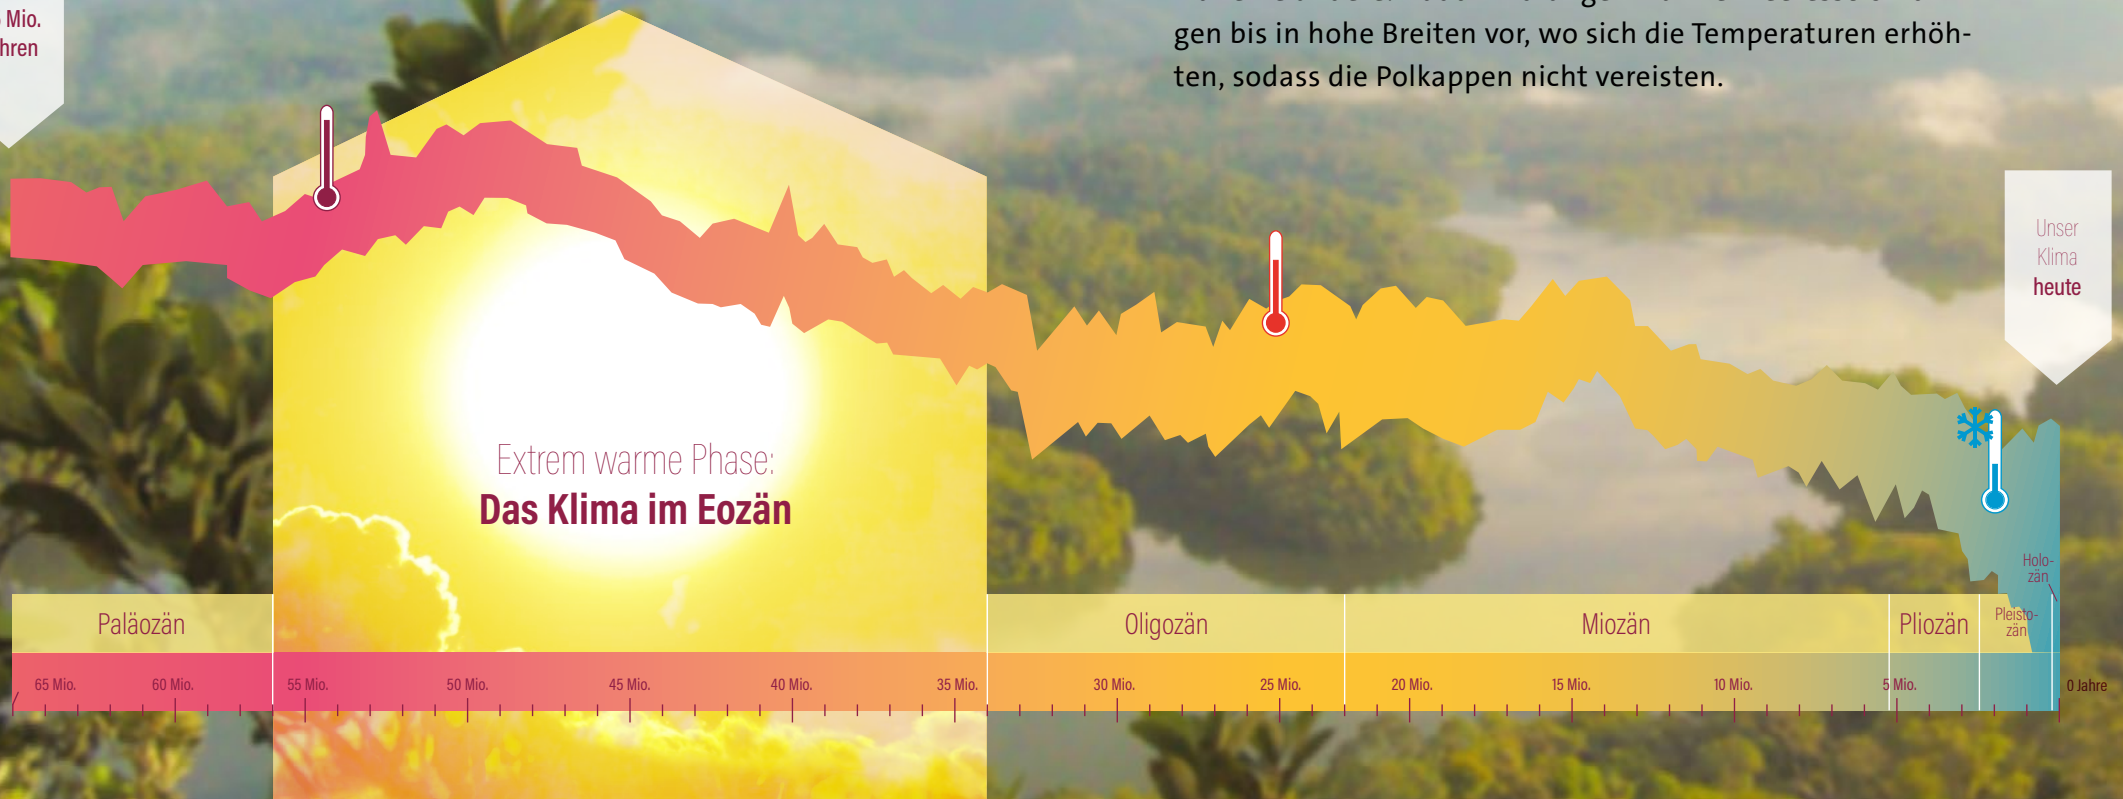 Mio.
hren
gen bis in hohe Breiten vor, wo sich die Temperaturen erhöh-
ten, sodass die Polkappen nicht vereisten.
Unser
Klima
heute
Extrem warme Phase:
Das Klima im Eozän
Holo-
zän
Paläozän
Oligozän
Miozän
Pliozän
Pleisto-
zän
65 Mio.
60 Mio.
55 Mio.
50 Mio.
45 Mio.
40 Mio.
35 Mio.
30 Mio.
25 Mio.
20 Mio.
15 Mio.
10 Mio.
5 Mio.
0 Jahre